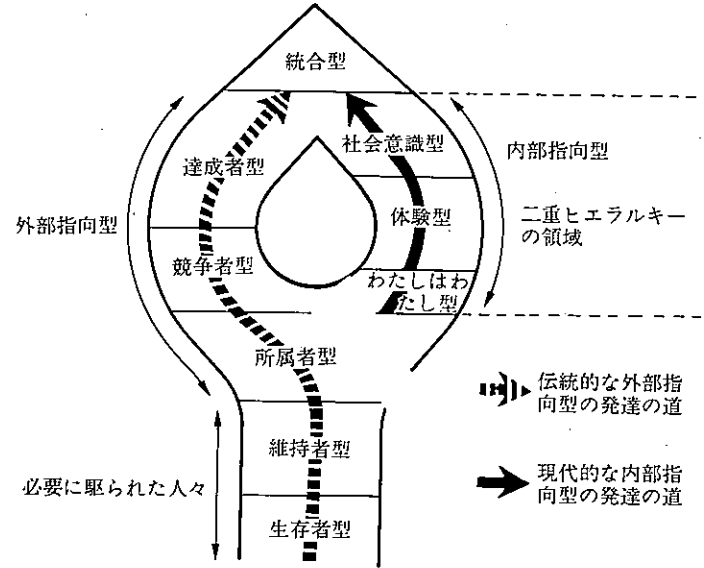 統合型
社会意識型
内部指向型
達成者型
外部指向型
体験型
二重ヒエラルキー
の領域
競争者型
わたしはわ
たし型
所属者型
伝統的な外部指
向型の発達の道
維持者型
必要に駆られた人々
現代的な内部指
向型の発達の道
生存者型